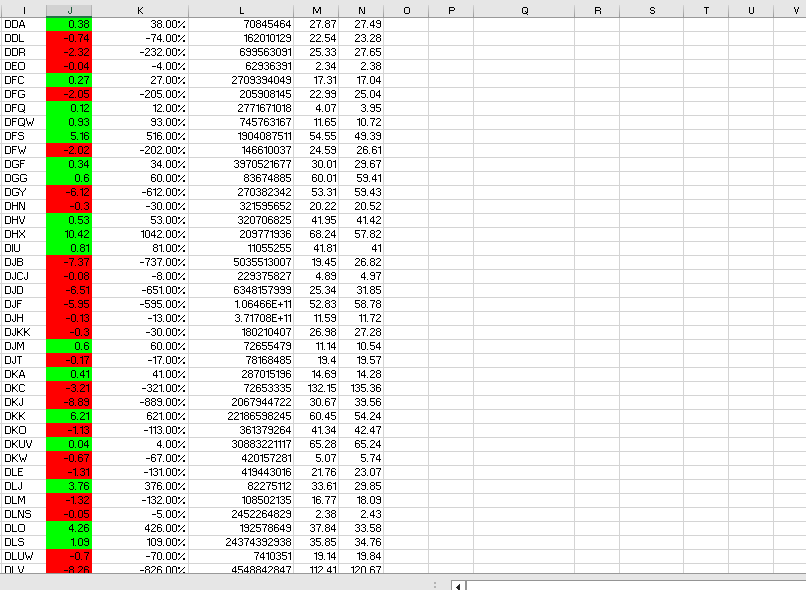 I J K L M N O P Q R S T U V
DDA 0.38 38.00% 70845464 27.87 27.49
DDL -0.74 -74.00% 162010129 22.54 23.28
DDR -2.32 -232.00% 699563091 25.33 27.65
DEO -0.04 -4.00% 62936391 2.34 2.38
DFC 0.27 27.00% 2709394049 17.31 17.04
DFG -2.05 -205.00% 205908145 22.99 25.04
DFQ 0.12 12.00% 2771671018 4.07 3.95
DFQW 0.93 93.00% 745763167 11.65 10.72
DFS 5.16 516.00% 1904087511 54.55 49.39
DFW -2.02 -202.00% 146610037 24.59 26.61
DGF 0.34 34.00% 3970521677 30.01 29.67
DGG 0.6 60.00% 83674885 60.01 59.41
DGY -6.12 -612.00% 270382342 53.31 59.43
DHN -0.3 -30.00% 321595652 20.22 20.52
DHV 0.53 53.00% 320706825 41.95 41.42
DHX 10.42 1042.00% 209771936 68.24 57.82
DIU 0.81 81.00% 11055255 41.81 41
DJB -7.37 -737.00% 5035513007 19.45 26.82
DJCJ -0.08 -8.00% 229375827 4.89 4.97
DJD -6.51 -651.00% 6348157999 25.34 31.85
DJF -5.95 -595.00% 1.06466E+11 52.83 58.78
DJH -0.13 -13.00% 3.71708E+11 11.59 11.72
DJKK -0.3 -30.00% 180210407 26.98 27.28
DJM 0.6 60.00% 72655479 11.14 10.54
DJT -0.17 -17.00% 78168485 19.4 19.57
DKA 0.41 41.00% 287015196 14.69 14.28
DKC -3.21 -321.00% 72653335 132.15 135.36
DKJ -8.89 -889.00% 2067944722 30.67 39.56
DKK 6.21 621.00% 22186598245 60.45 54.24
DKO -1.13 -113.00% 361379264 41.34 42.47
DKUV 0.04 4.00% 30883221117 65.28 65.24
DKW -0.67 -67.00% 420157281 5.07 5.74
DLE -1.31 -131.00% 419443016 21.76 23.07
DLJ 3.76 376.00% 82275112 33.61 29.85
DLM -1.32 -132.00% 108502135 16.77 18.09
DLNS -0.05 -5.00% 2452264829 2.38 2.43
DLO 4.26 426.00% 192578649 37.84 33.58
DLS 1.09 109.00% 24374392938 35.85 34.76
DLUW -0.7 -70.00% 7410351 19.14 19.84
DLV -8.26 -826.00% 4548842847 112.41 120.67